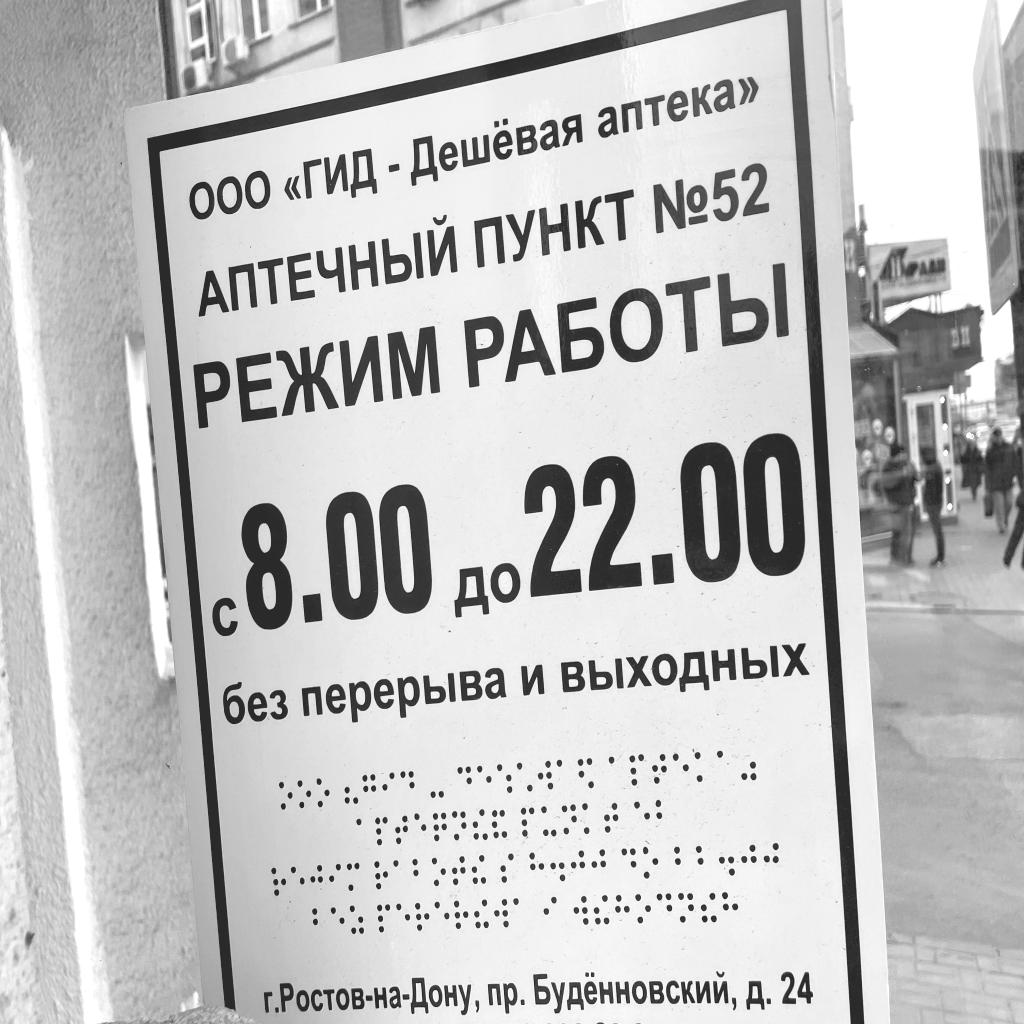 ООО «ГИД - Дешёвая аптека»
АПТЕЧНЫЙ ПУНКТ №52
РЕЖИМ РАБОТЫ
с 8.00 до 22.00
без перерыва и выходных
г.Ростов-на-Дону, пр. Будённовский, д. 24